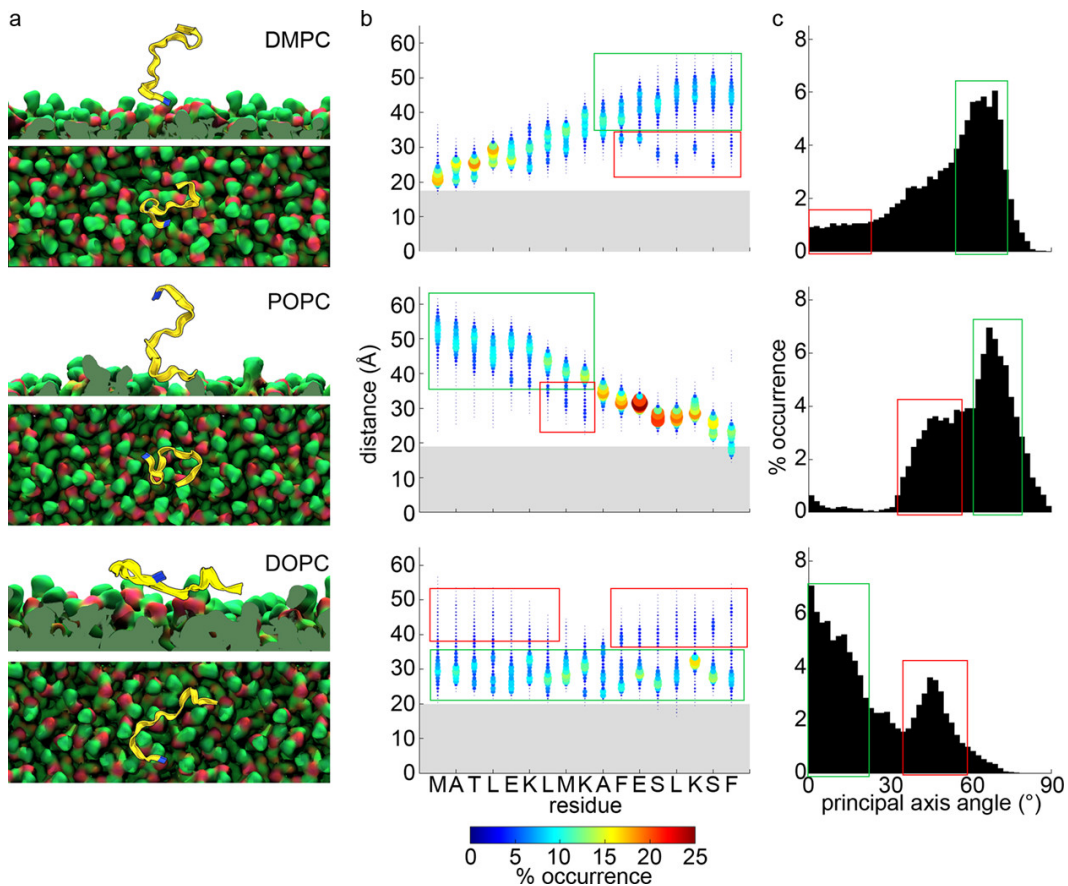 a
b
c
DMPC
60
50
40
30
20
10
0
8
6
4
2
0
POPC
distance (Å)
60
50
40
30
20
10
0
% occurrence
8
6
4
2
0
DOPC
60
50
40
30
20
10
0
M A T L E K L M K A F E S L K S F
residue
8
6
4
2
0
0 30 60 90
principal axis angle (°)
0 5 10 15 20 25
% occurrence